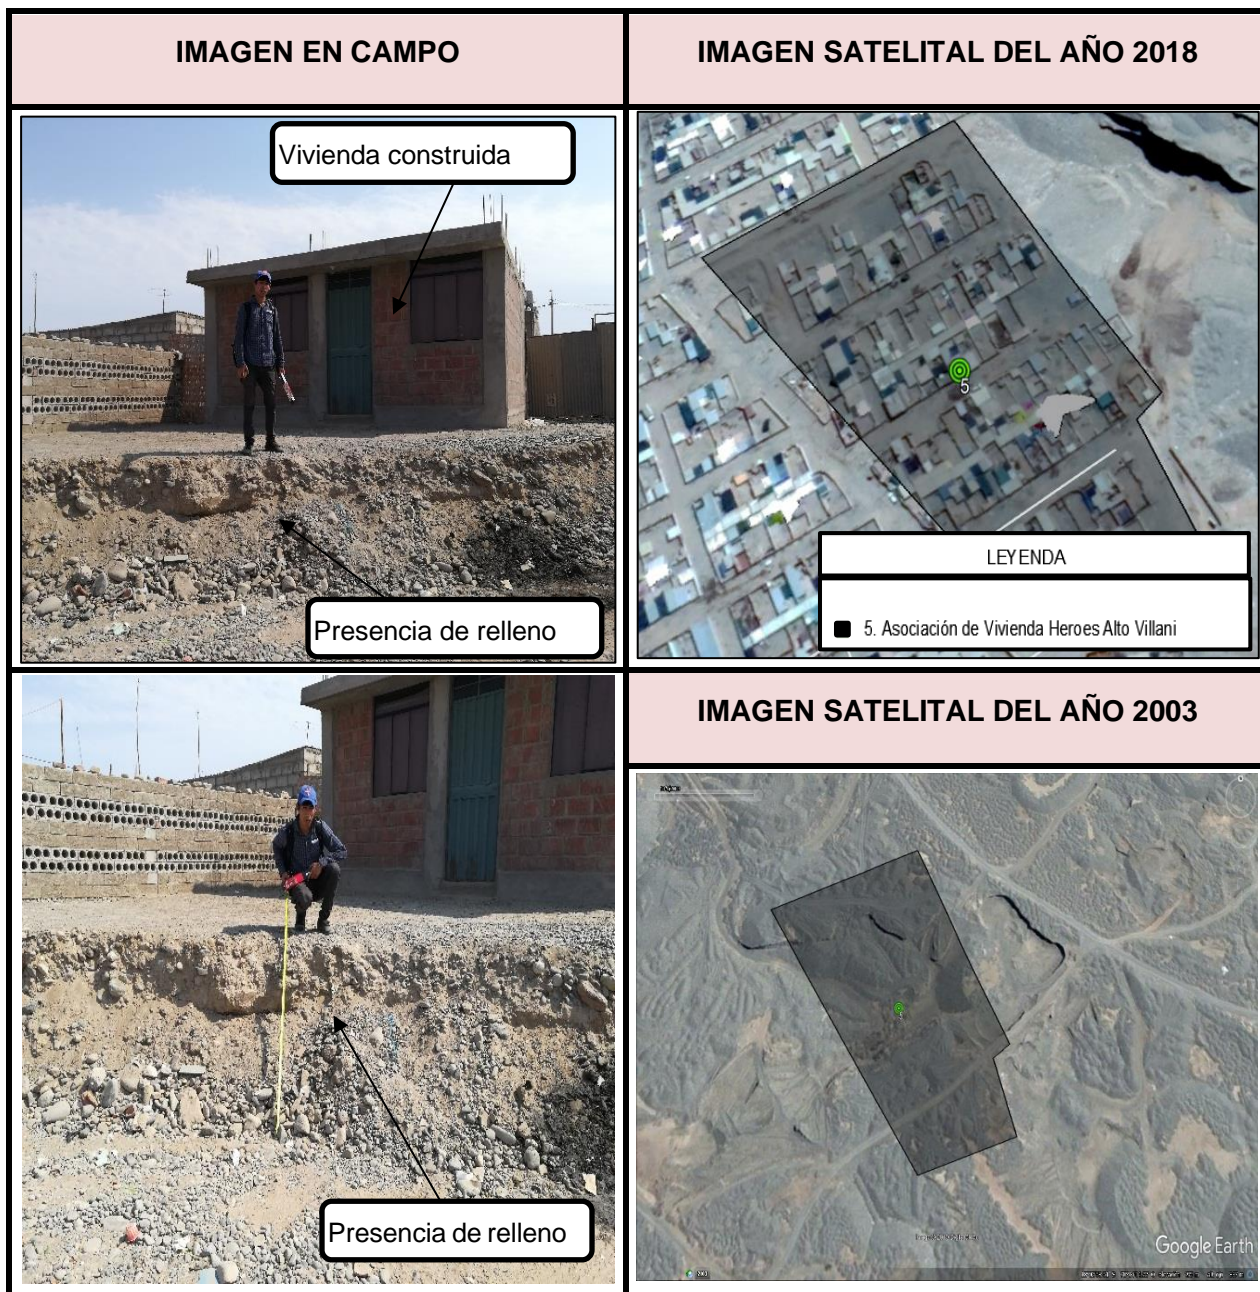 IMAGEN EN CAMPO
IMAGEN SATELITAL DEL AÑO 2018
Vivienda construida
Presencia de relleno
5
LEYENDA
5. Asociación de Vivienda Heroes Alto Villani
IMAGEN SATELITAL DEL AÑO 2003
Presencia de relleno
Google Earth
2003